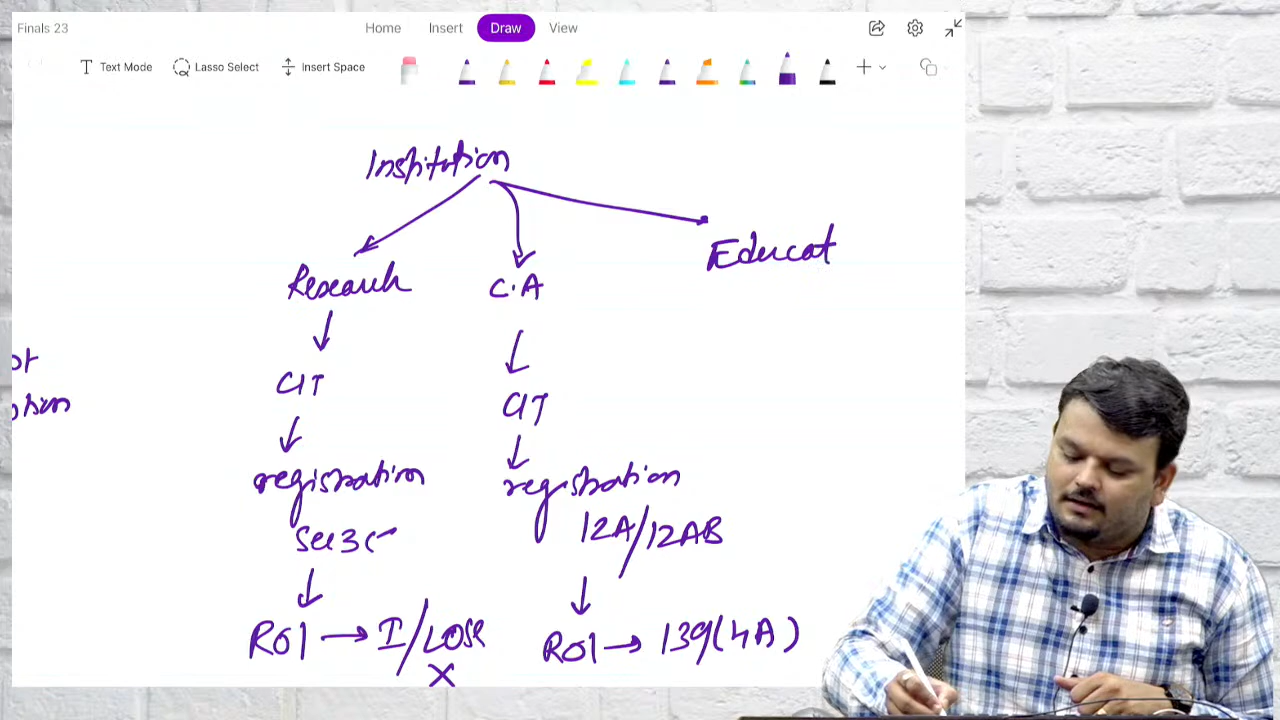 Finals 23
Home Insert Draw View
Text Mode Lasso Select Insert Space
Institution
Research C.A Educat
CIT CIT
registration registration
Sec 35 12A/12AB
ROI → I/LOSS ROI → 139(4A)
X